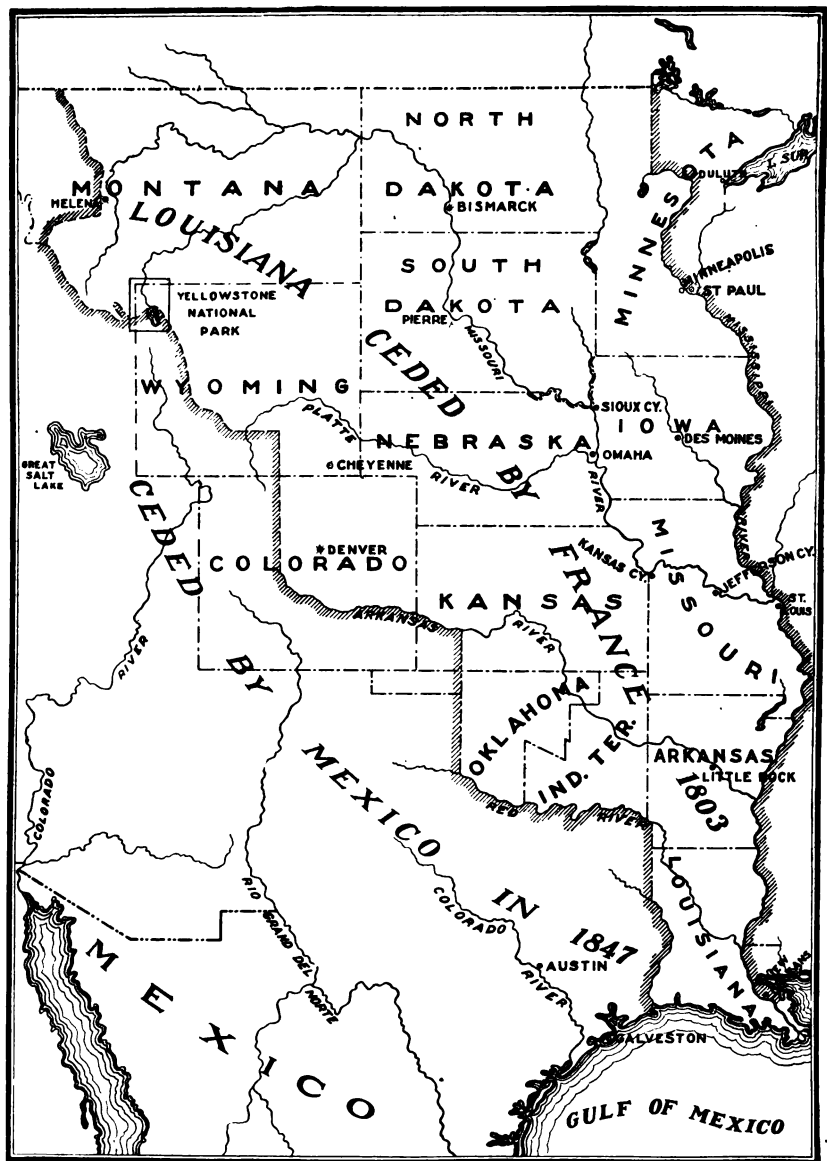 NORTH
DAKOTA
MINNESOTA
DULUTH
L. SUP.
MONTANA
HELENA
BISMARCK
LOUISIANA
SOUTH
DAKOTA
PIERRE
MISSOURI
MINNEAPOLIS
ST PAUL
MISSISSIPPI
YELLOWSTONE
NATIONAL
PARK
WYOMING
CEDED
BY
FRANCE
1803
SIOUX CY.
IOWA
DES MOINES
PLATTE
NEBRASKA
OMAHA
RIVER
RIVER
RIVER
CHEYENNE
GREAT
SALT
LAKE
CEDED
BY
MEXICO
IN
1847
DENVER
COLORADO
KANSAS CY.
MISSOURI
JEFFERSON CY.
ST.
LOUIS
KANSAS
ARKANSAS
RIVER
RIVER
COLORADO
OKLAHOMA
IND. TER.
ARKANSAS
LITTLE ROCK
RED
RIVER
LOUISIANA
RIO
GRAND DEL
NORTE
COLORADO
RIVER
AUSTIN
GALVESTON
MEXICO
GULF OF MEXICO